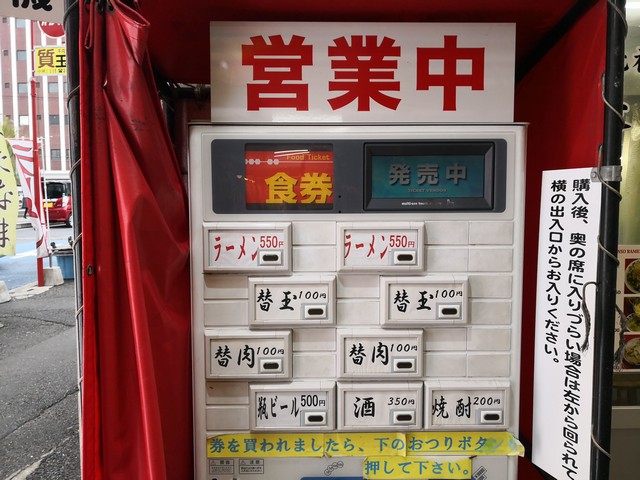 営業中
Food Ticket
食券
発売中
ラーメン 550円
ラーメン 550円
替玉 100円
替玉 100円
替肉 100円
替肉 100円
瓶ビール 500円
酒 350円
焼酎 200円
券を買われましたら、下のおつりボタンを
押して下さい。
購入後、奥の席に入りづらい場合は左から回られて
横の出入口からお入りください。
質